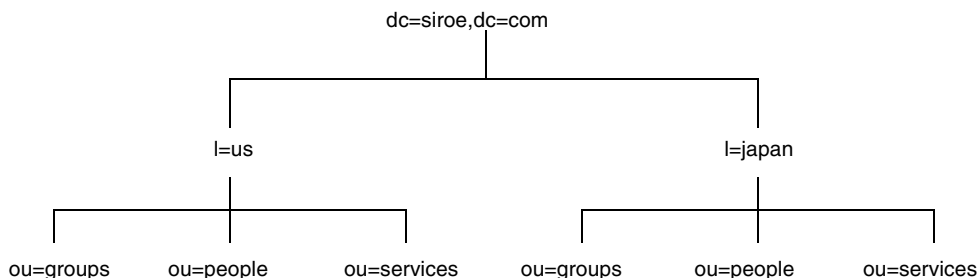 dc=siroe,dc=com
l=us
l=japan
ou=groups
ou=people
ou=services
ou=groups
ou=people
ou=services